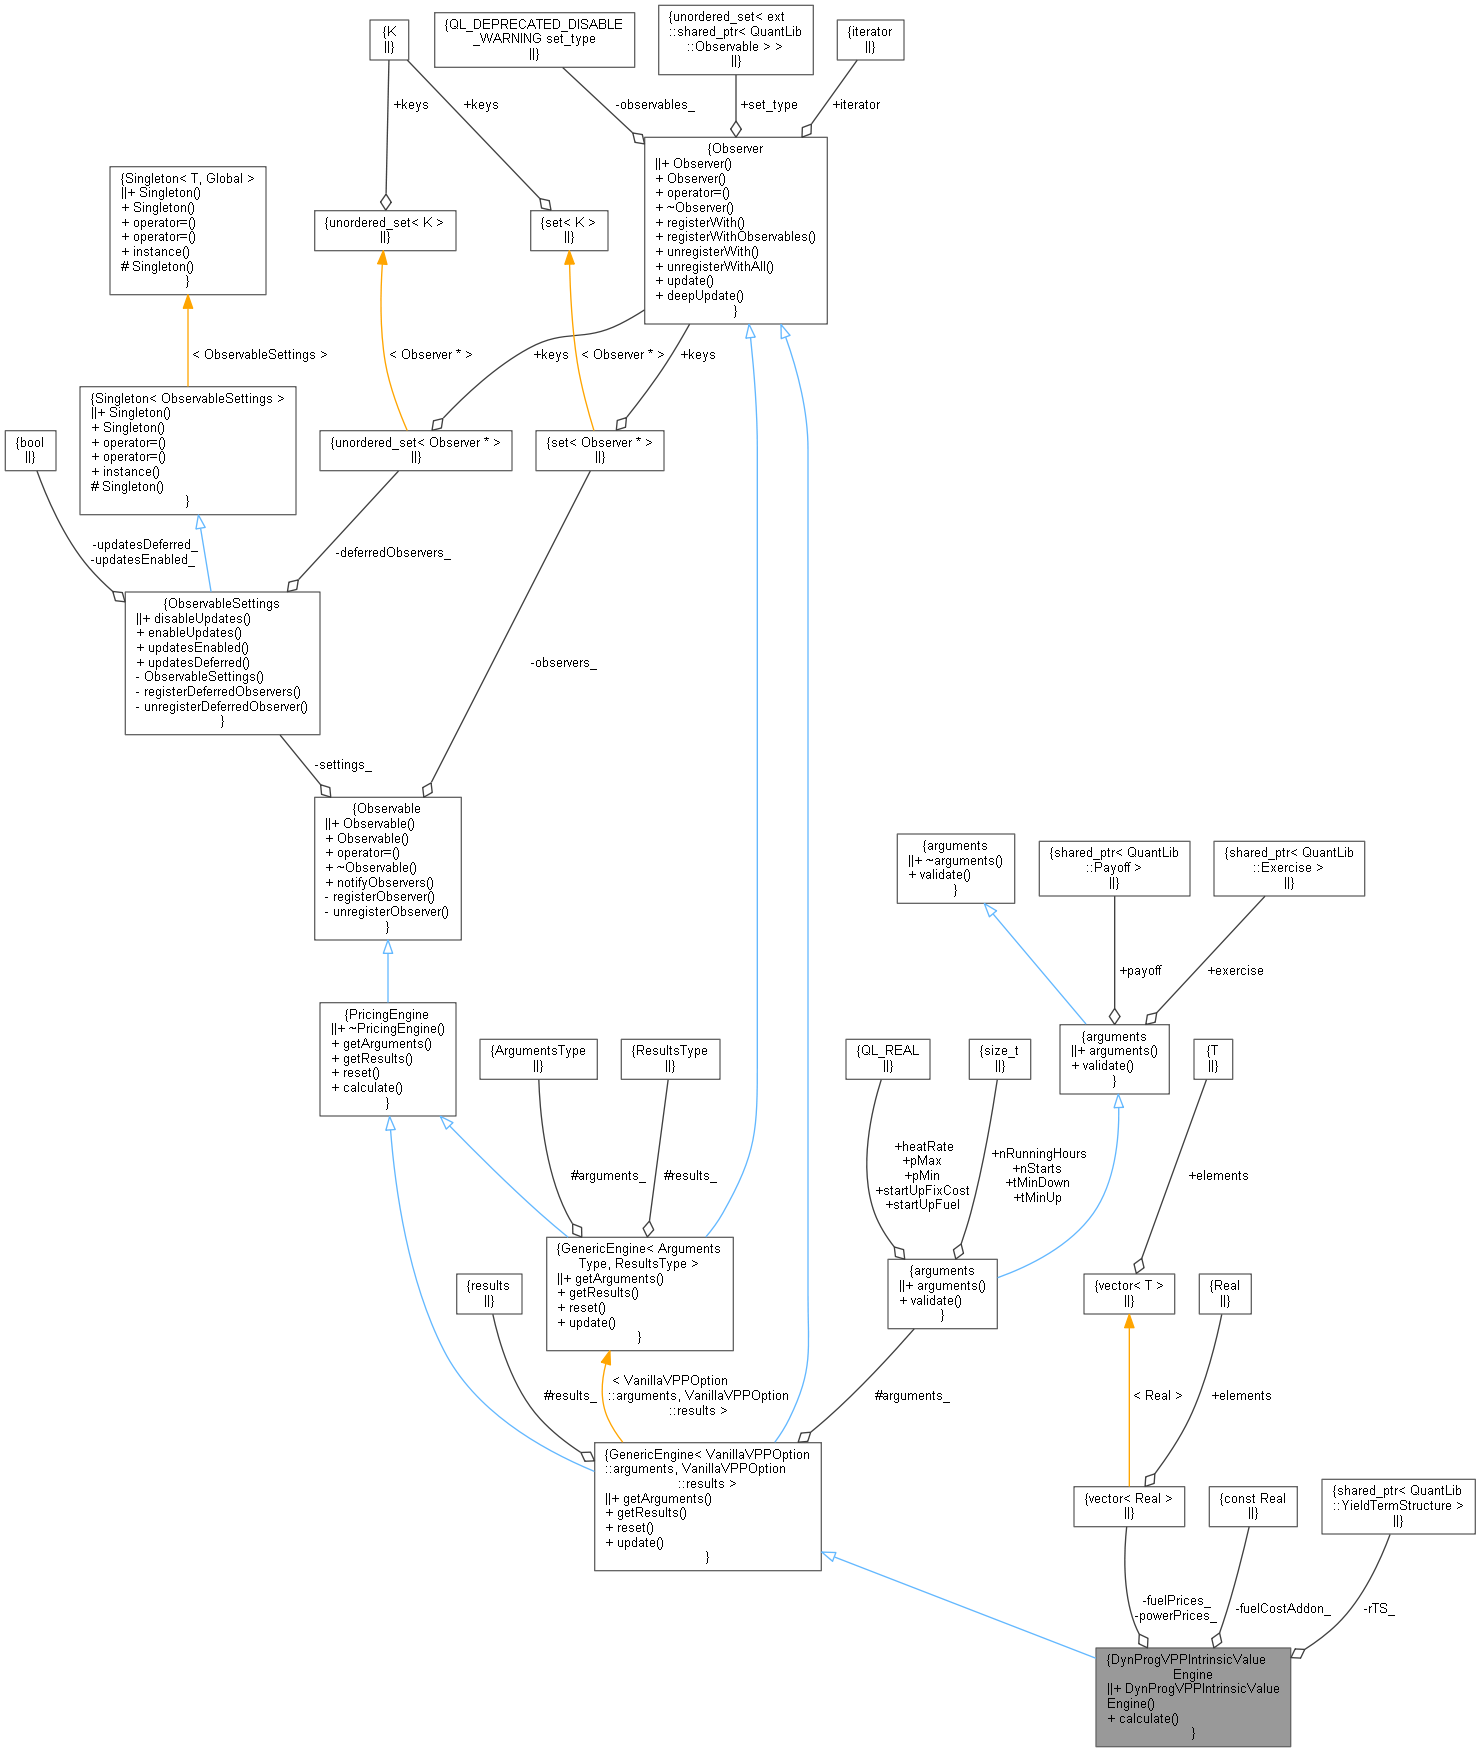 {K
||}
{QL_DEPRECATED_DISABLE
_WARNING set_type
||}
{unordered_set< ext
::shared_ptr< QuantLib
::Observable > >
||}
{iterator
||}
+keys
+keys
-observables_
+set_type
+iterator
{Observer
||+ Observer()
+ Observer()
+ operator=()
+ ~Observer()
+ registerWith()
+ registerWithObservables()
+ unregisterWith()
+ unregisterWithAll()
+ update()
+ deepUpdate()
}
{Singleton< T, Global >
||+ Singleton()
+ Singleton()
+ operator=()
+ operator=()
+ instance()
# Singleton()
}
{unordered_set< K >
||}
{set< K >
||}
< ObservableSettings >
< Observer * >
+keys
< Observer * >
+keys
{Singleton< ObservableSettings >
||+ Singleton()
+ Singleton()
+ operator=()
+ operator=()
+ instance()
# Singleton()
}
{bool
||}
{unordered_set< Observer * >
||}
{set< Observer * >
||}
-updatesDeferred_
-updatesEnabled_
-deferredObservers_
{ObservableSettings
||+ disableUpdates()
+ enableUpdates()
+ updatesEnabled()
+ updatesDeferred()
- ObservableSettings()
- registerDeferredObservers()
- unregisterDeferredObserver()
}
-observers_
-settings_
{Observable
||+ Observable()
+ Observable()
+ operator=()
+ ~Observable()
+ notifyObservers()
- registerObserver()
- unregisterObserver()
}
{arguments
||+ ~arguments()
+ validate()
}
{shared_ptr< QuantLib
::Payoff >
||}
{shared_ptr< QuantLib
::Exercise >
||}
+payoff
+exercise
{PricingEngine
||+ ~PricingEngine()
+ getArguments()
+ getResults()
+ reset()
+ calculate()
}
{ArgumentsType
||}
{ResultsType
||}
{QL_REAL
||}
{size_t
||}
{arguments
||+ arguments()
+ validate()
}
{T
||}
#arguments_
#results_
+heatRate
+pMax
+pMin
+startUpFixCost
+startUpFuel
+nRunningHours
+nStarts
+tMinDown
+tMinUp
+elements
{GenericEngine< Arguments
Type, ResultsType >
||+ getArguments()
+ getResults()
+ reset()
+ update()
}
{results
||}
{arguments
||+ arguments()
+ validate()
}
{vector< T >
||}
{Real
||}
#results_
< VanillaVPPOption
::arguments, VanillaVPPOption
::results >
#arguments_
< Real >
+elements
{GenericEngine< VanillaVPPOption
::arguments, VanillaVPPOption
::results >
||+ getArguments()
+ getResults()
+ reset()
+ update()
}
{vector< Real >
||}
{const Real
||}
{shared_ptr< QuantLib
::YieldTermStructure >
||}
-fuelPrices_
-powerPrices_
-fuelCostAddon_
-rTS_
{DynProgVPPIntrinsicValue
Engine
||+ DynProgVPPIntrinsicValue
Engine()
+ calculate()
}